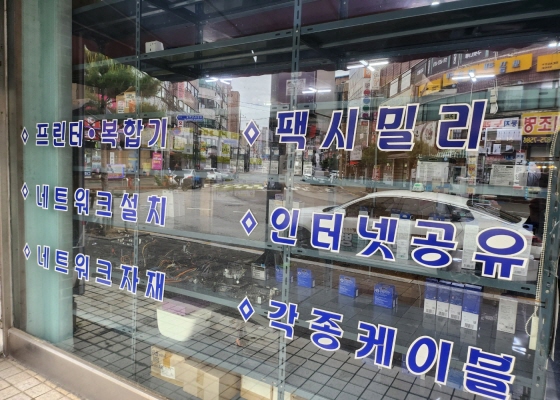 ◇ 프린터·복합기
◇ 네트워크설치
◇ 네트워크자재
◇ 팩시밀리
◇ 인터넷공유
◇ 각종케이블